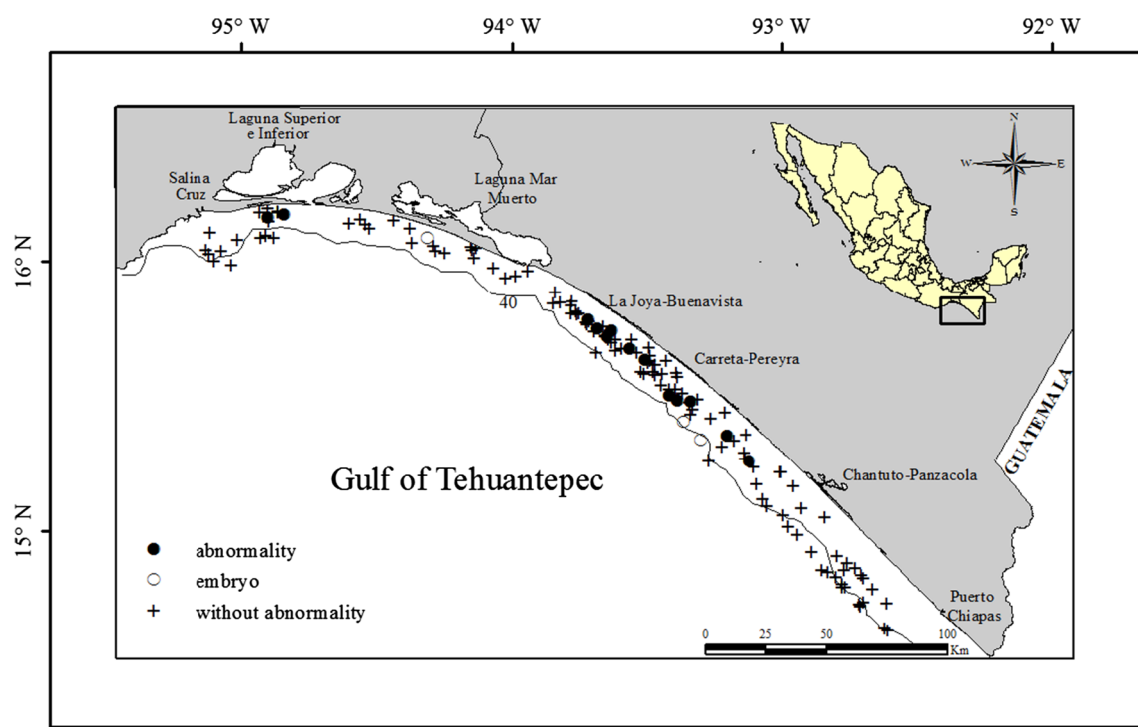 95° W
94° W
93° W
92° W
Laguna Superior
e Inferior
N
W
E
S
Salina
Cruz
Laguna Mar
Muerto
16° N
La Joya-Buenavista
40
Carreta-Pereyra
GUATEMALA
Gulf of Tehuantepec
Chantuto-Panzacola
15° N
abnormality
embryo
without abnormality
Puerto
Chiapas
0 25 50 100
Km